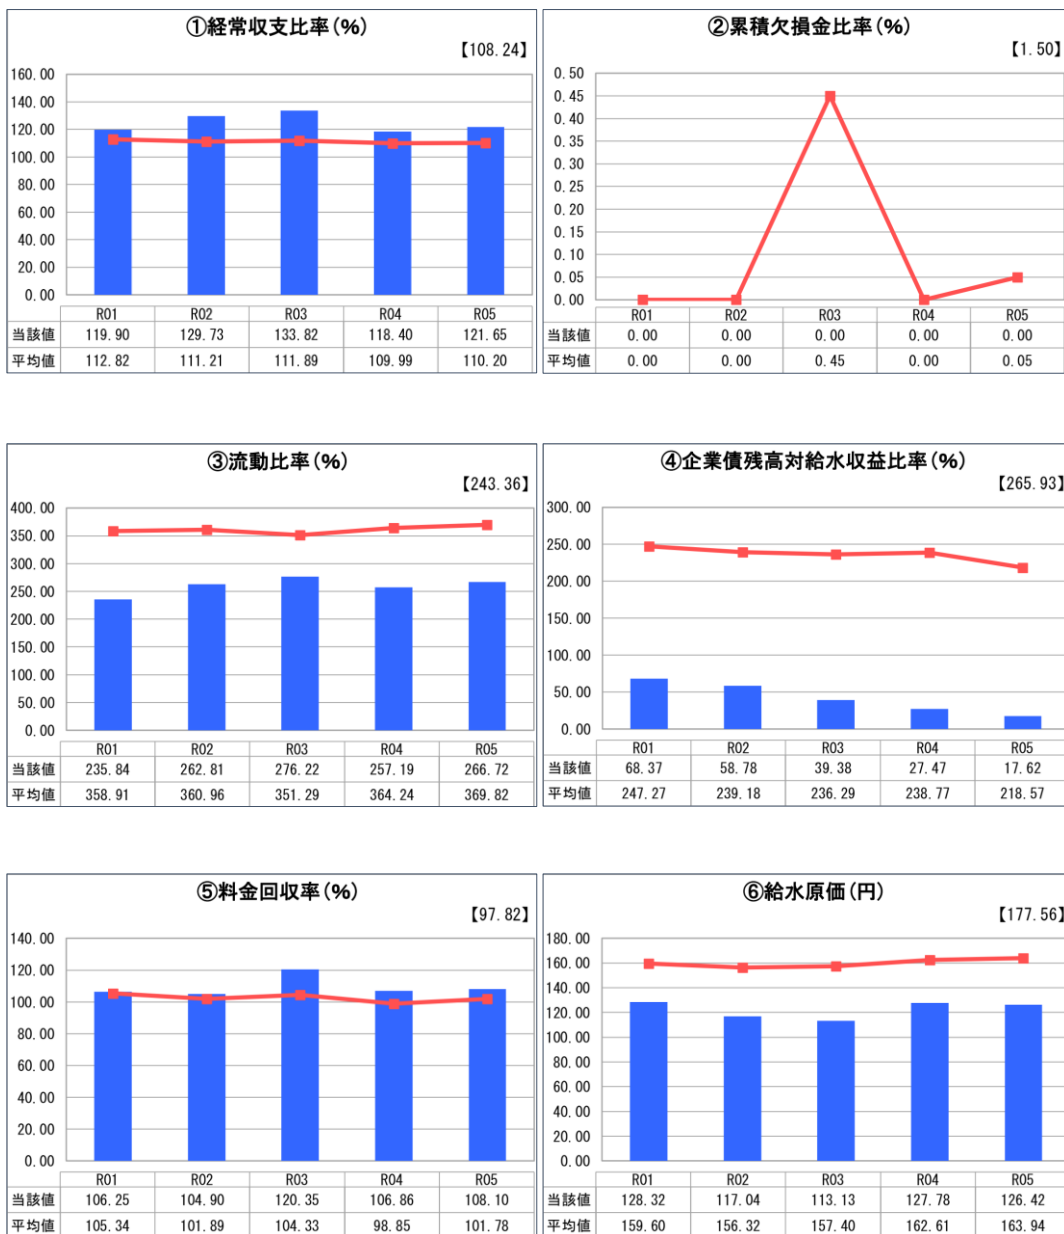 ①経常収支比率(%)
【108.24】
160.00
140.00
120.00
100.00
80.00
60.00
40.00
20.00
0.00
R01 R02 R03 R04 R05
当該値 119.90 129.73 133.82 118.40 121.65
平均値 112.82 111.21 111.89 109.99 110.20
②累積欠損金比率(%)
【1.50】
0.50
0.45
0.40
0.35
0.30
0.25
0.20
0.15
0.10
0.05
0.00
R01 R02 R03 R04 R05
当該値 0.00 0.00 0.00 0.00 0.00
平均値 0.00 0.00 0.45 0.00 0.05
③流動比率(%)
【243.36】
400.00
350.00
300.00
250.00
200.00
150.00
100.00
50.00
0.00
R01 R02 R03 R04 R05
当該値 235.84 262.81 276.22 257.19 266.72
平均値 358.91 360.96 351.29 364.24 369.82
④企業債残高対給水収益比率(%)
【265.93】
300.00
250.00
200.00
150.00
100.00
50.00
0.00
R01 R02 R03 R04 R05
当該値 68.37 58.78 39.38 27.47 17.62
平均値 247.27 239.18 236.29 238.77 218.57
⑤料金回収率(%)
【97.82】
140.00
120.00
100.00
80.00
60.00
40.00
20.00
0.00
R01 R02 R03 R04 R05
当該値 106.25 104.90 120.35 106.86 108.10
平均値 105.34 101.89 104.33 98.85 101.78
⑥給水原価(円)
【177.56】
180.00
160.00
140.00
120.00
100.00
80.00
60.00
40.00
20.00
0.00
R01 R02 R03 R04 R05
当該値 128.32 117.04 113.13 127.78 126.42
平均値 159.60 156.32 157.40 162.61 163.94